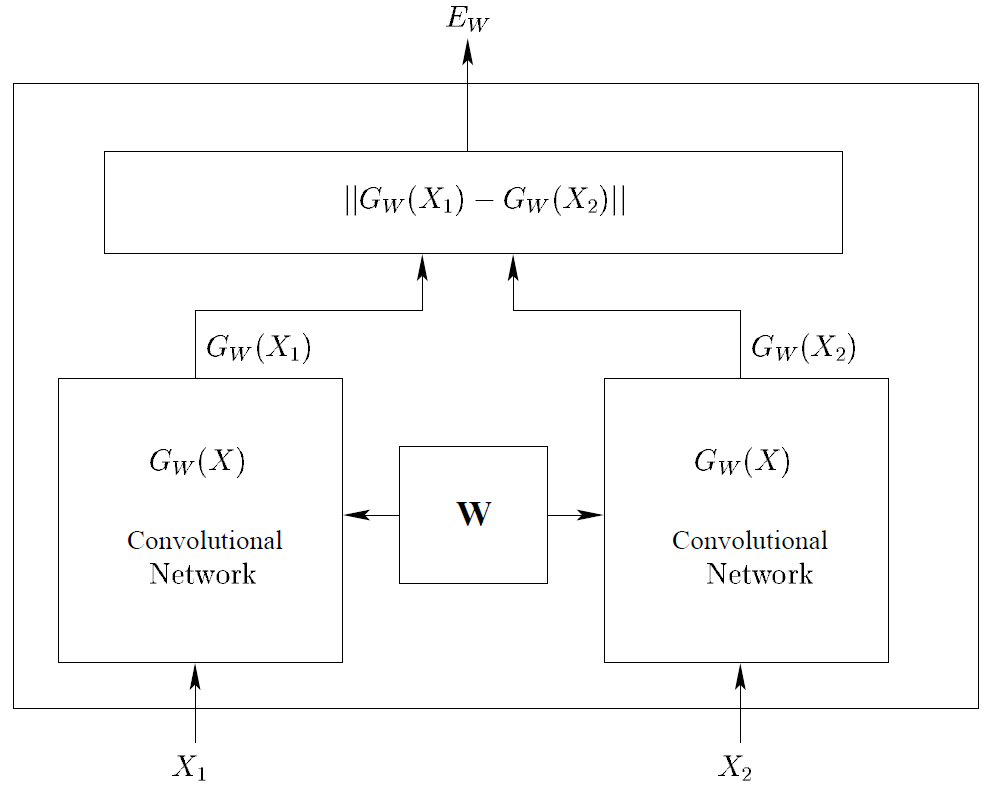 E_W
||G_W(X_1) − G_W(X_2)||
G_W(X_1)
G_W(X_2)
G_W(X)
Convolutional
Network
W
G_W(X)
Convolutional
Network
X_1
X_2